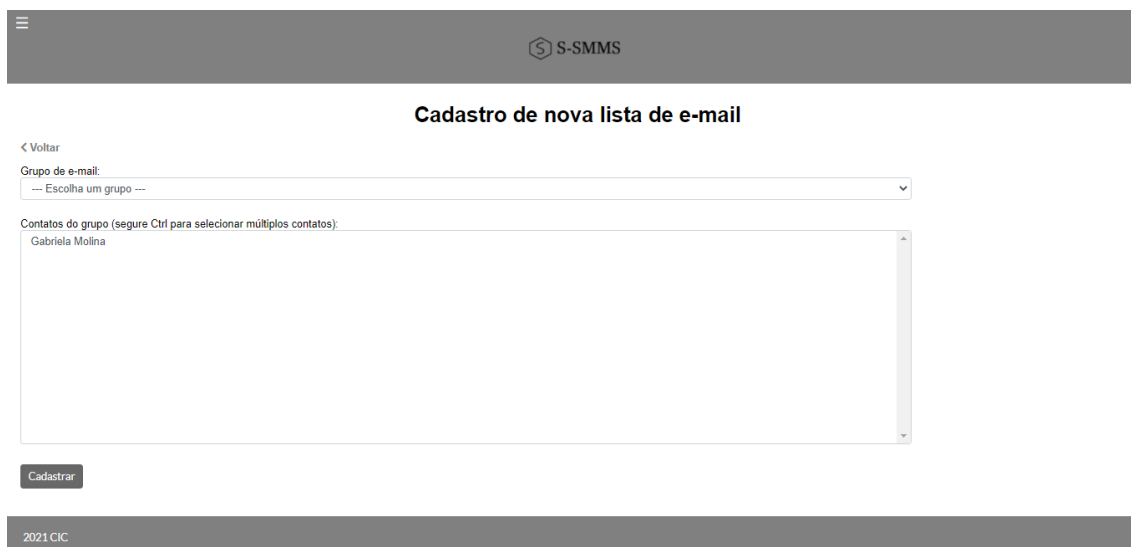 ☰
S-SMMS
Cadastro de nova lista de e-mail
< Voltar
Grupo de e-mail:
--- Escolha um grupo ---
Contatos do grupo (segure Ctrl para selecionar múltiplos contatos):
Gabriela Molina
Cadastrar
2021 CIC